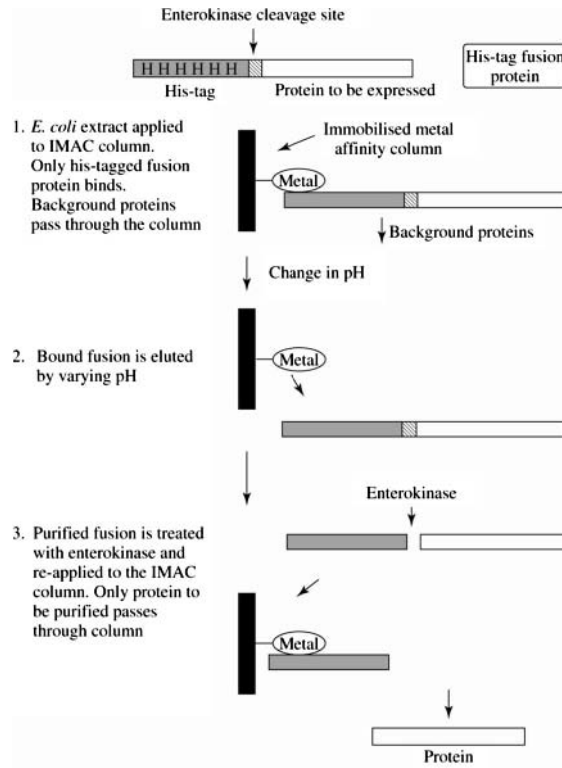 Enterokinase cleavage site
H H H H H H
His-tag
Protein to be expressed
His-tag fusion
protein
1. E. coli extract applied
to IMAC column.
Only his-tagged fusion
protein binds.
Background proteins
pass through the column
Immobilised metal
affinity column
Metal
Background proteins
Change in pH
2. Bound fusion is eluted
by varying pH
Metal
Enterokinase
3. Purified fusion is treated
with enterokinase and
re-applied to the IMAC
column. Only protein to
be purified passes
through column
Metal
Protein